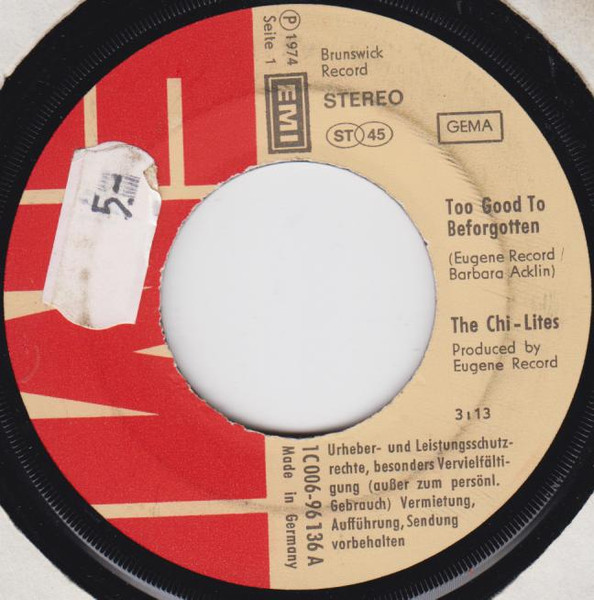 ℗ 1974
Seite 1
EMI
Brunswick
Record
STEREO
ST 45
GEMA
5.-
Too Good To
Beforgotten
(Eugene Record /
Barbara Acklin)
The Chi-Lites
Produced by
Eugene Record
3:13
1C 006-96 136 A
Made in Germany
Urheber- und Leistungsschutz-
rechte, besonders Vervielfälti-
gung (außer zum persönl.
Gebrauch) Vermietung,
Aufführung, Sendung
vorbehalten